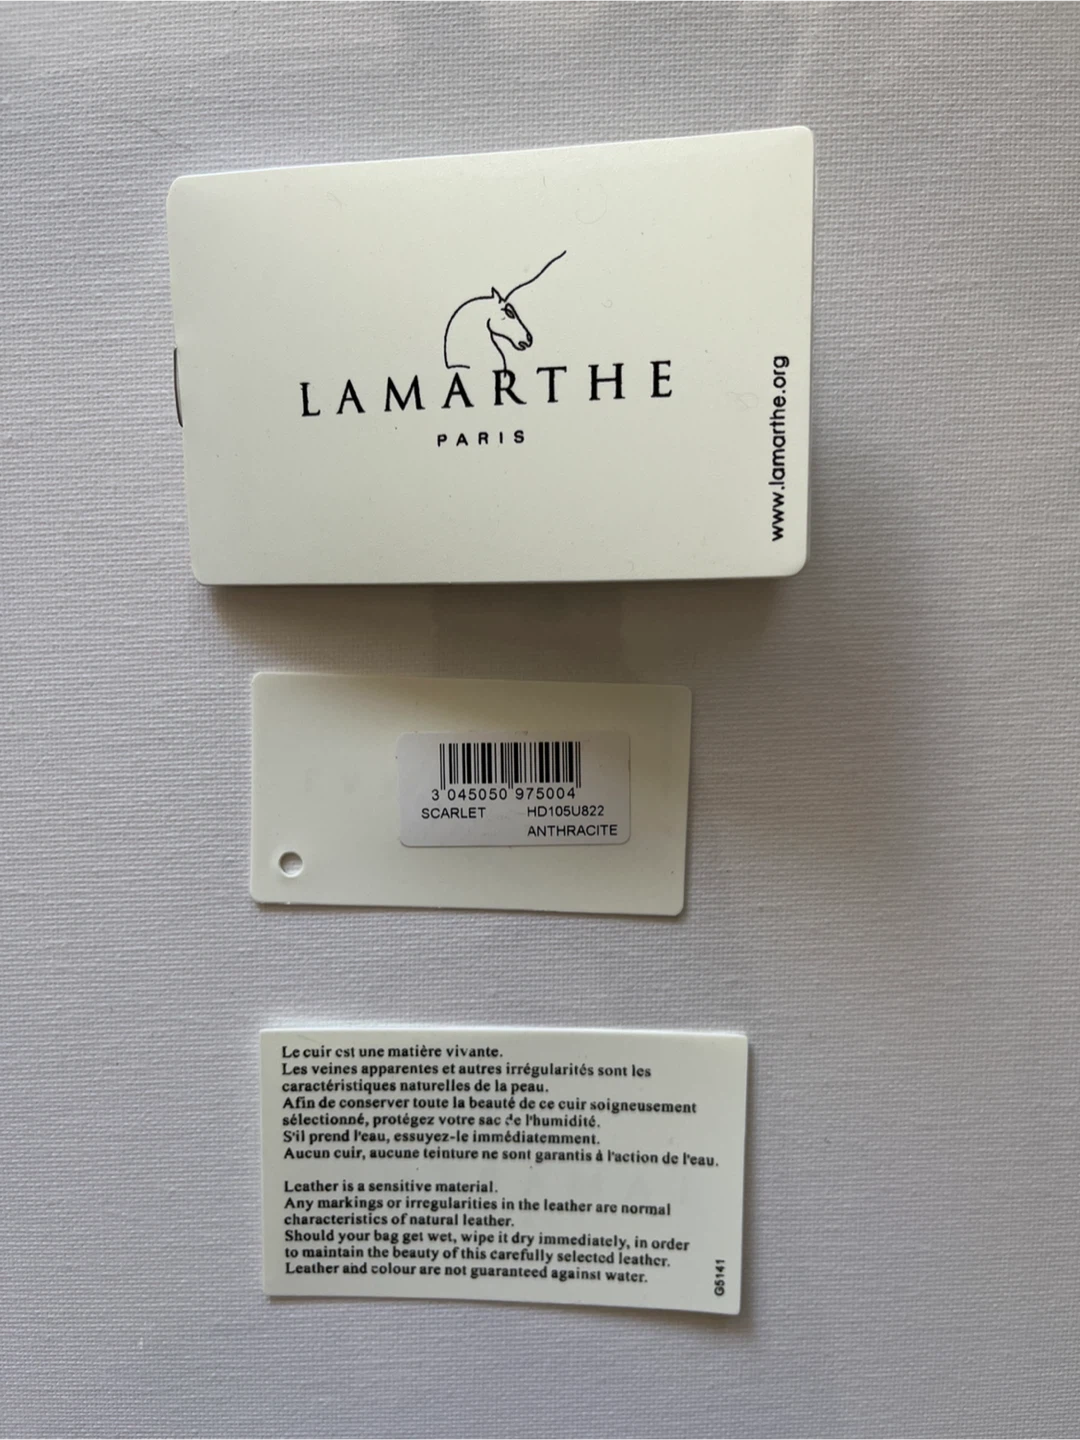 LAMARTHE
PARIS
www.lamarthe.org
3 045050 975004
SCARLET HD105U822
ANTHRACITE
Le cuir est une matière vivante.
Les veines apparentes et autres irrégularités sont les
caractéristiques naturelles de la peau.
Afin de conserver toute la beauté de ce cuir soigneusement
sélectionné, protégez votre sac de l'humidité.
S'il prend l'eau, essuyez-le immédiatemment.
Aucun cuir, aucune teinture ne sont garantis à l'action de l'eau.
Leather is a sensitive material.
Any markings or irregularities in the leather are normal
characteristics of natural leather.
Should your bag get wet, wipe it dry immediately, in order
to maintain the beauty of this carefully selected leather.
Leather and colour are not guaranteed against water.
G5141